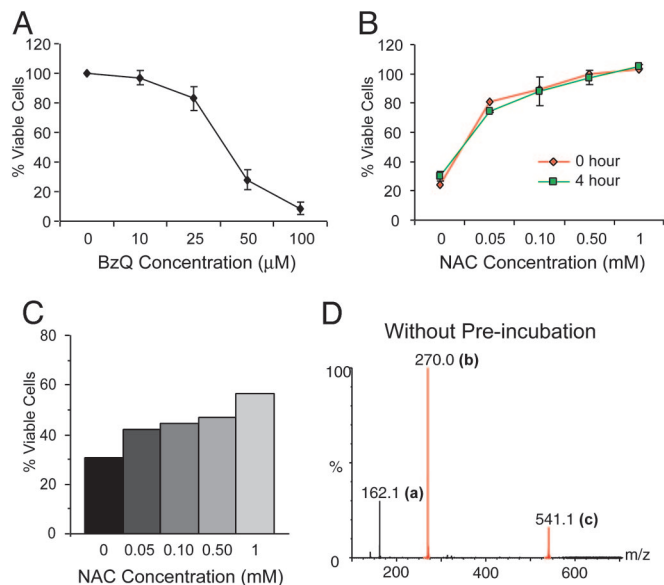 A
120
100
80
60
40
20
0
% Viable Cells
0 10 25 50 100
BzQ Concentration (μM)
B
120
100
80
60
40
20
0
% Viable Cells
0 hour
4 hour
0 0.05 0.10 0.50 1
NAC Concentration (mM)
C
80
60
40
20
0
% Viable Cells
0 0.05 0.10 0.50 1
NAC Concentration (mM)
D
Without Pre-incubation
100
270.0 (b)
%
162.1 (a)
541.1 (c)
m/z
0
200 400 600